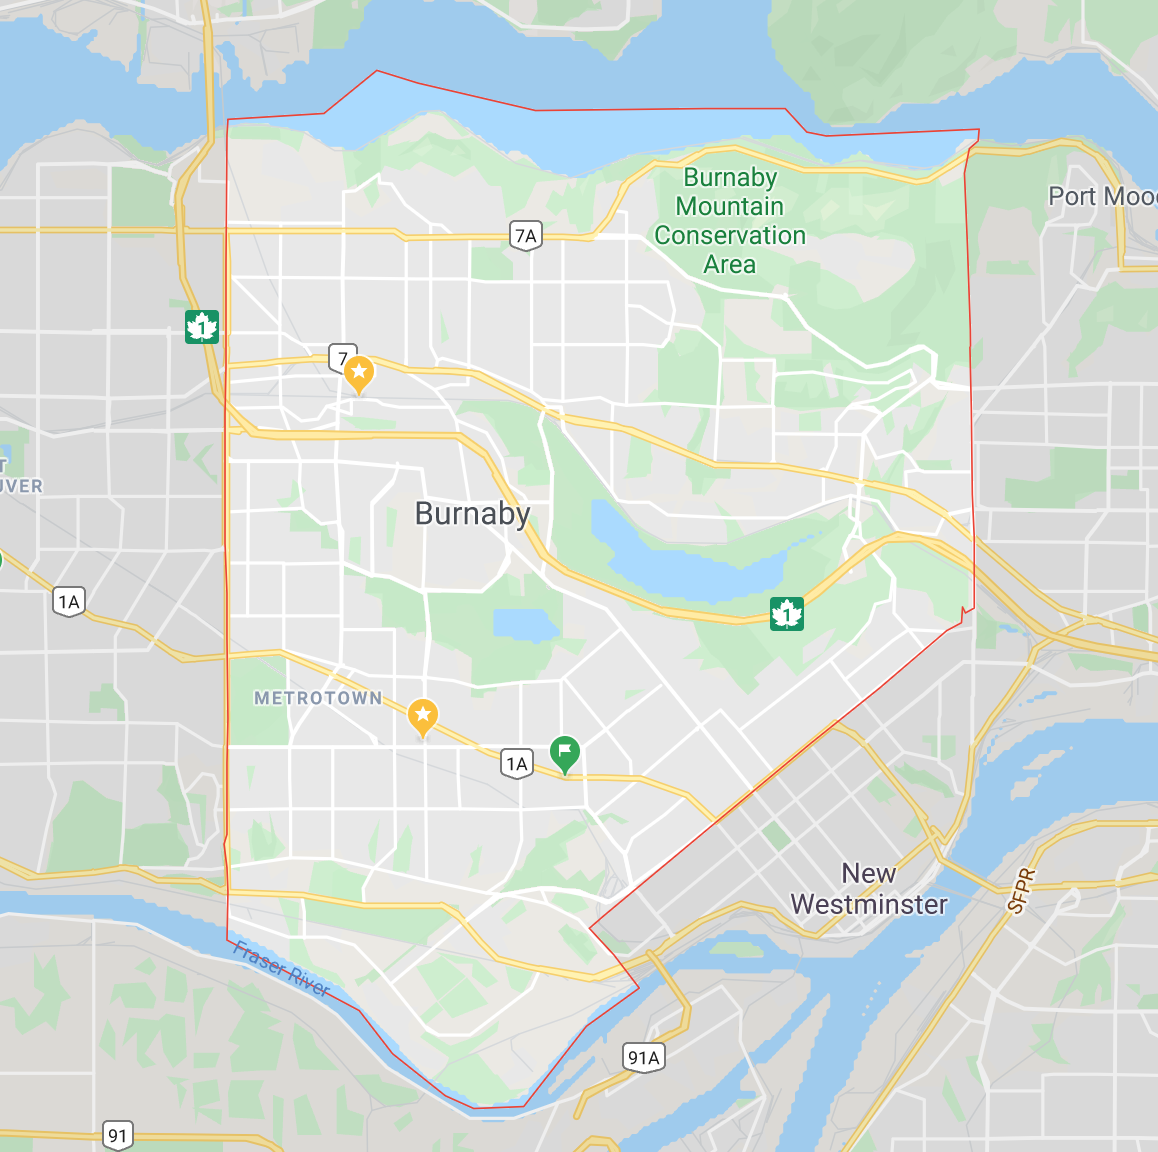 Burnaby
Mountain
Conservation
Area
Port Moo
7A
1
7
T
UVER
Burnaby
1A
1
METROTOWN
1A
New
Westminster
SFPR
Fraser River
91A
91